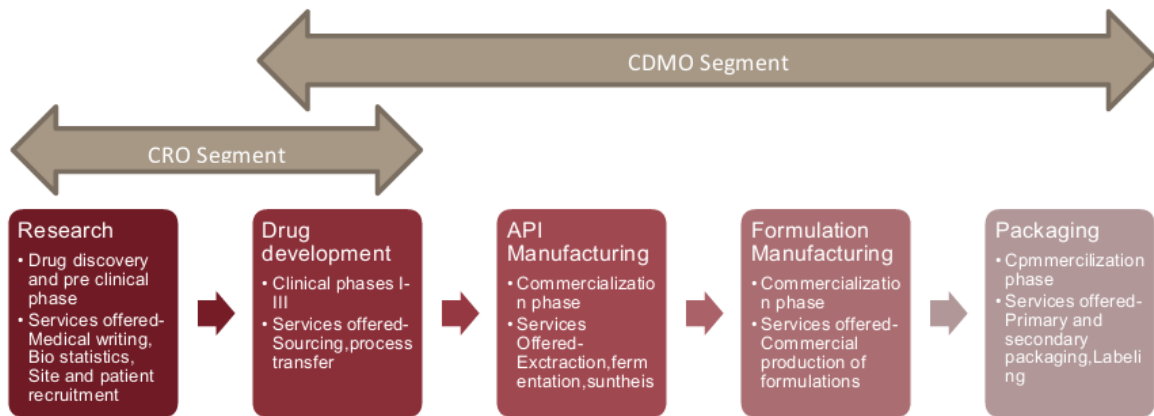 CDMO Segment
CRO Segment
Research
• Drug discovery and pre clinical phase
• Services offered-
Medical writing,
Bio statistics,
Site and patient
recruitment
Drug
development
• Clinical phases I-
III
• Services offered-
Sourcing,process
transfer
API
Manufacturing
• Commercializatio
n phase
• Services
Offered-
Exctraction,ferm
entation,suntheis
Formulation
Manufacturing
• Commercializatio
n phase
• Services offered-
Commercial
production of
formulations
Packaging
• Cpmmercilization
phase
• Services offered-
Primary and
secondary
packaging,Labeli
ng